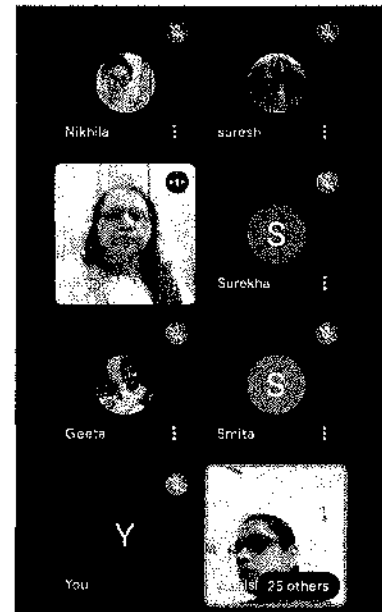 Nikhila
suresh
S
Surekha
Geeta
S
Smita
Y
You
25 others